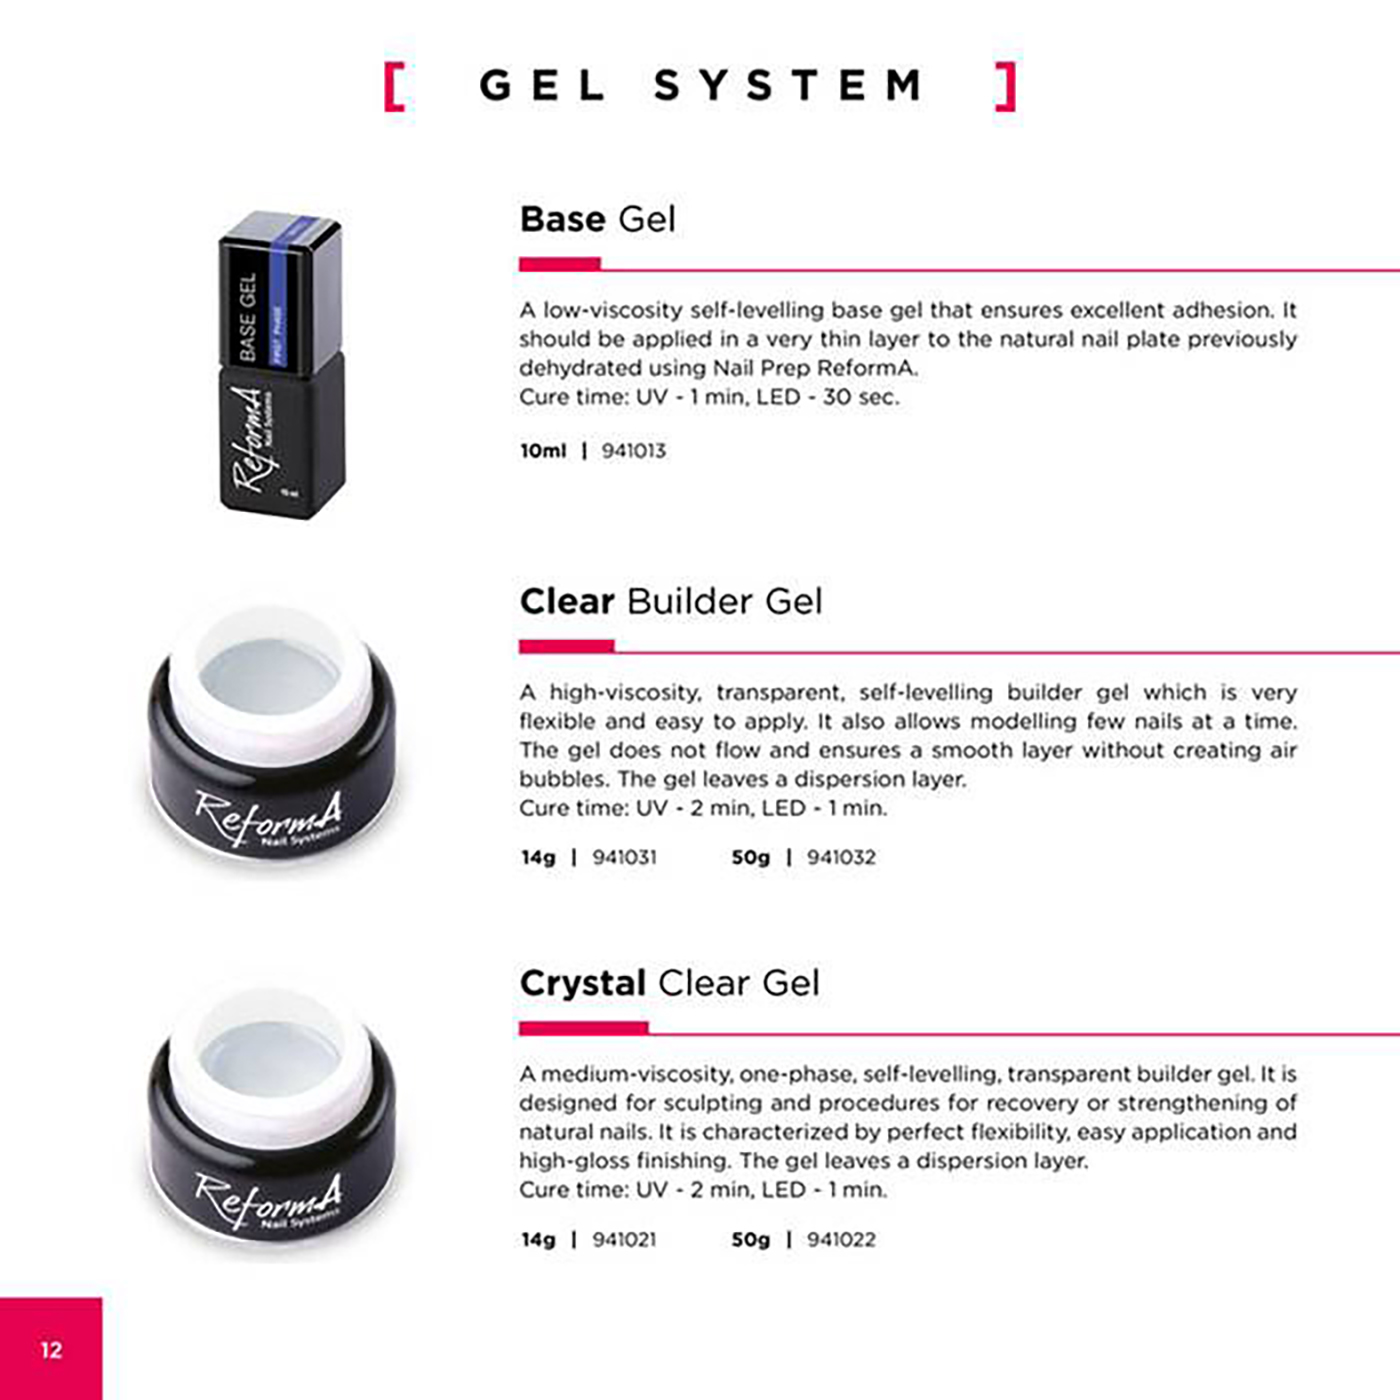 [ GEL SYSTEM ]
Base Gel
A low-viscosity self-levelling base gel that ensures excellent adhesion. It
should be applied in a very thin layer to the natural nail plate previously
dehydrated using Nail Prep ReformA.
Cure time: UV - 1 min, LED - 30 sec.
10ml | 941013
BASE GEL
FIRST PHASE
ReformA
Nail Systems
10 ml
Clear Builder Gel
A high-viscosity, transparent, self-levelling builder gel which is very
flexible and easy to apply. It also allows modelling few nails at a time.
The gel does not flow and ensures a smooth layer without creating air
bubbles. The gel leaves a dispersion layer.
Cure time: UV - 2 min, LED - 1 min.
14g | 941031 50g | 941032
ReformA
Nail Systems
Crystal Clear Gel
A medium-viscosity, one-phase, self-levelling, transparent builder gel. It is
designed for sculpting and procedures for recovery or strengthening of
natural nails. It is characterized by perfect flexibility, easy application and
high-gloss finishing. The gel leaves a dispersion layer.
Cure time: UV - 2 min, LED - 1 min.
14g | 941021 50g | 941022
ReformA
Nail Systems
12